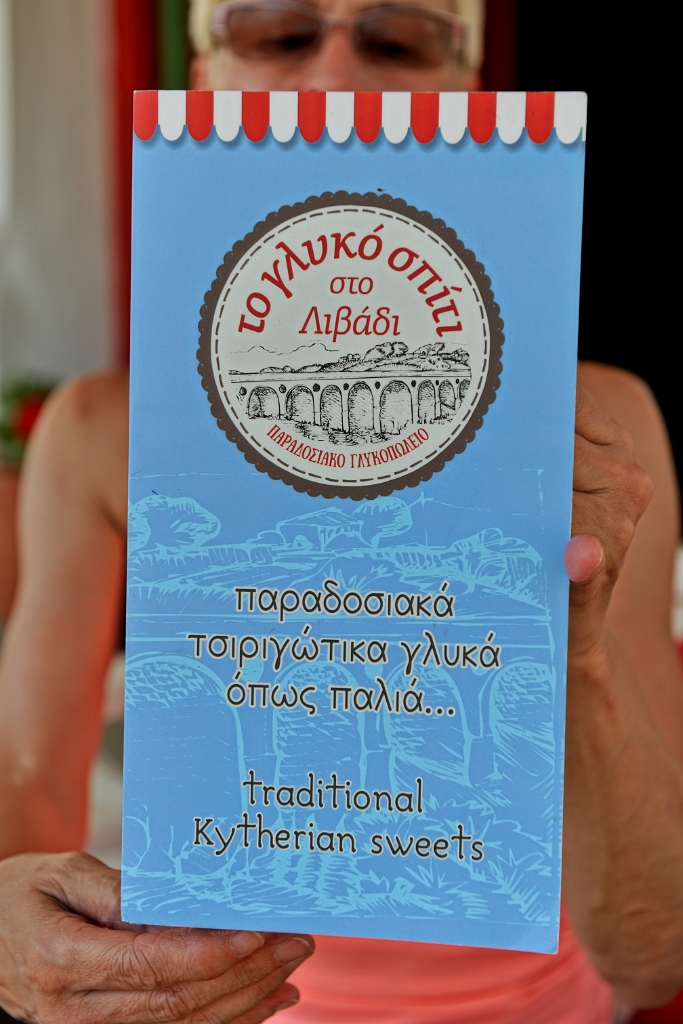 το γλυκό σπίτι
στο
Λιβάδι
ΠΑΡΑΔΟΣΙΑΚΟ ΓΛΥΚΟΠΩΛΕΙΟ
παραδοσιακά
τσιριγώτικα γλυκά
όπως παλιά...
traditional
Kytherian sweets